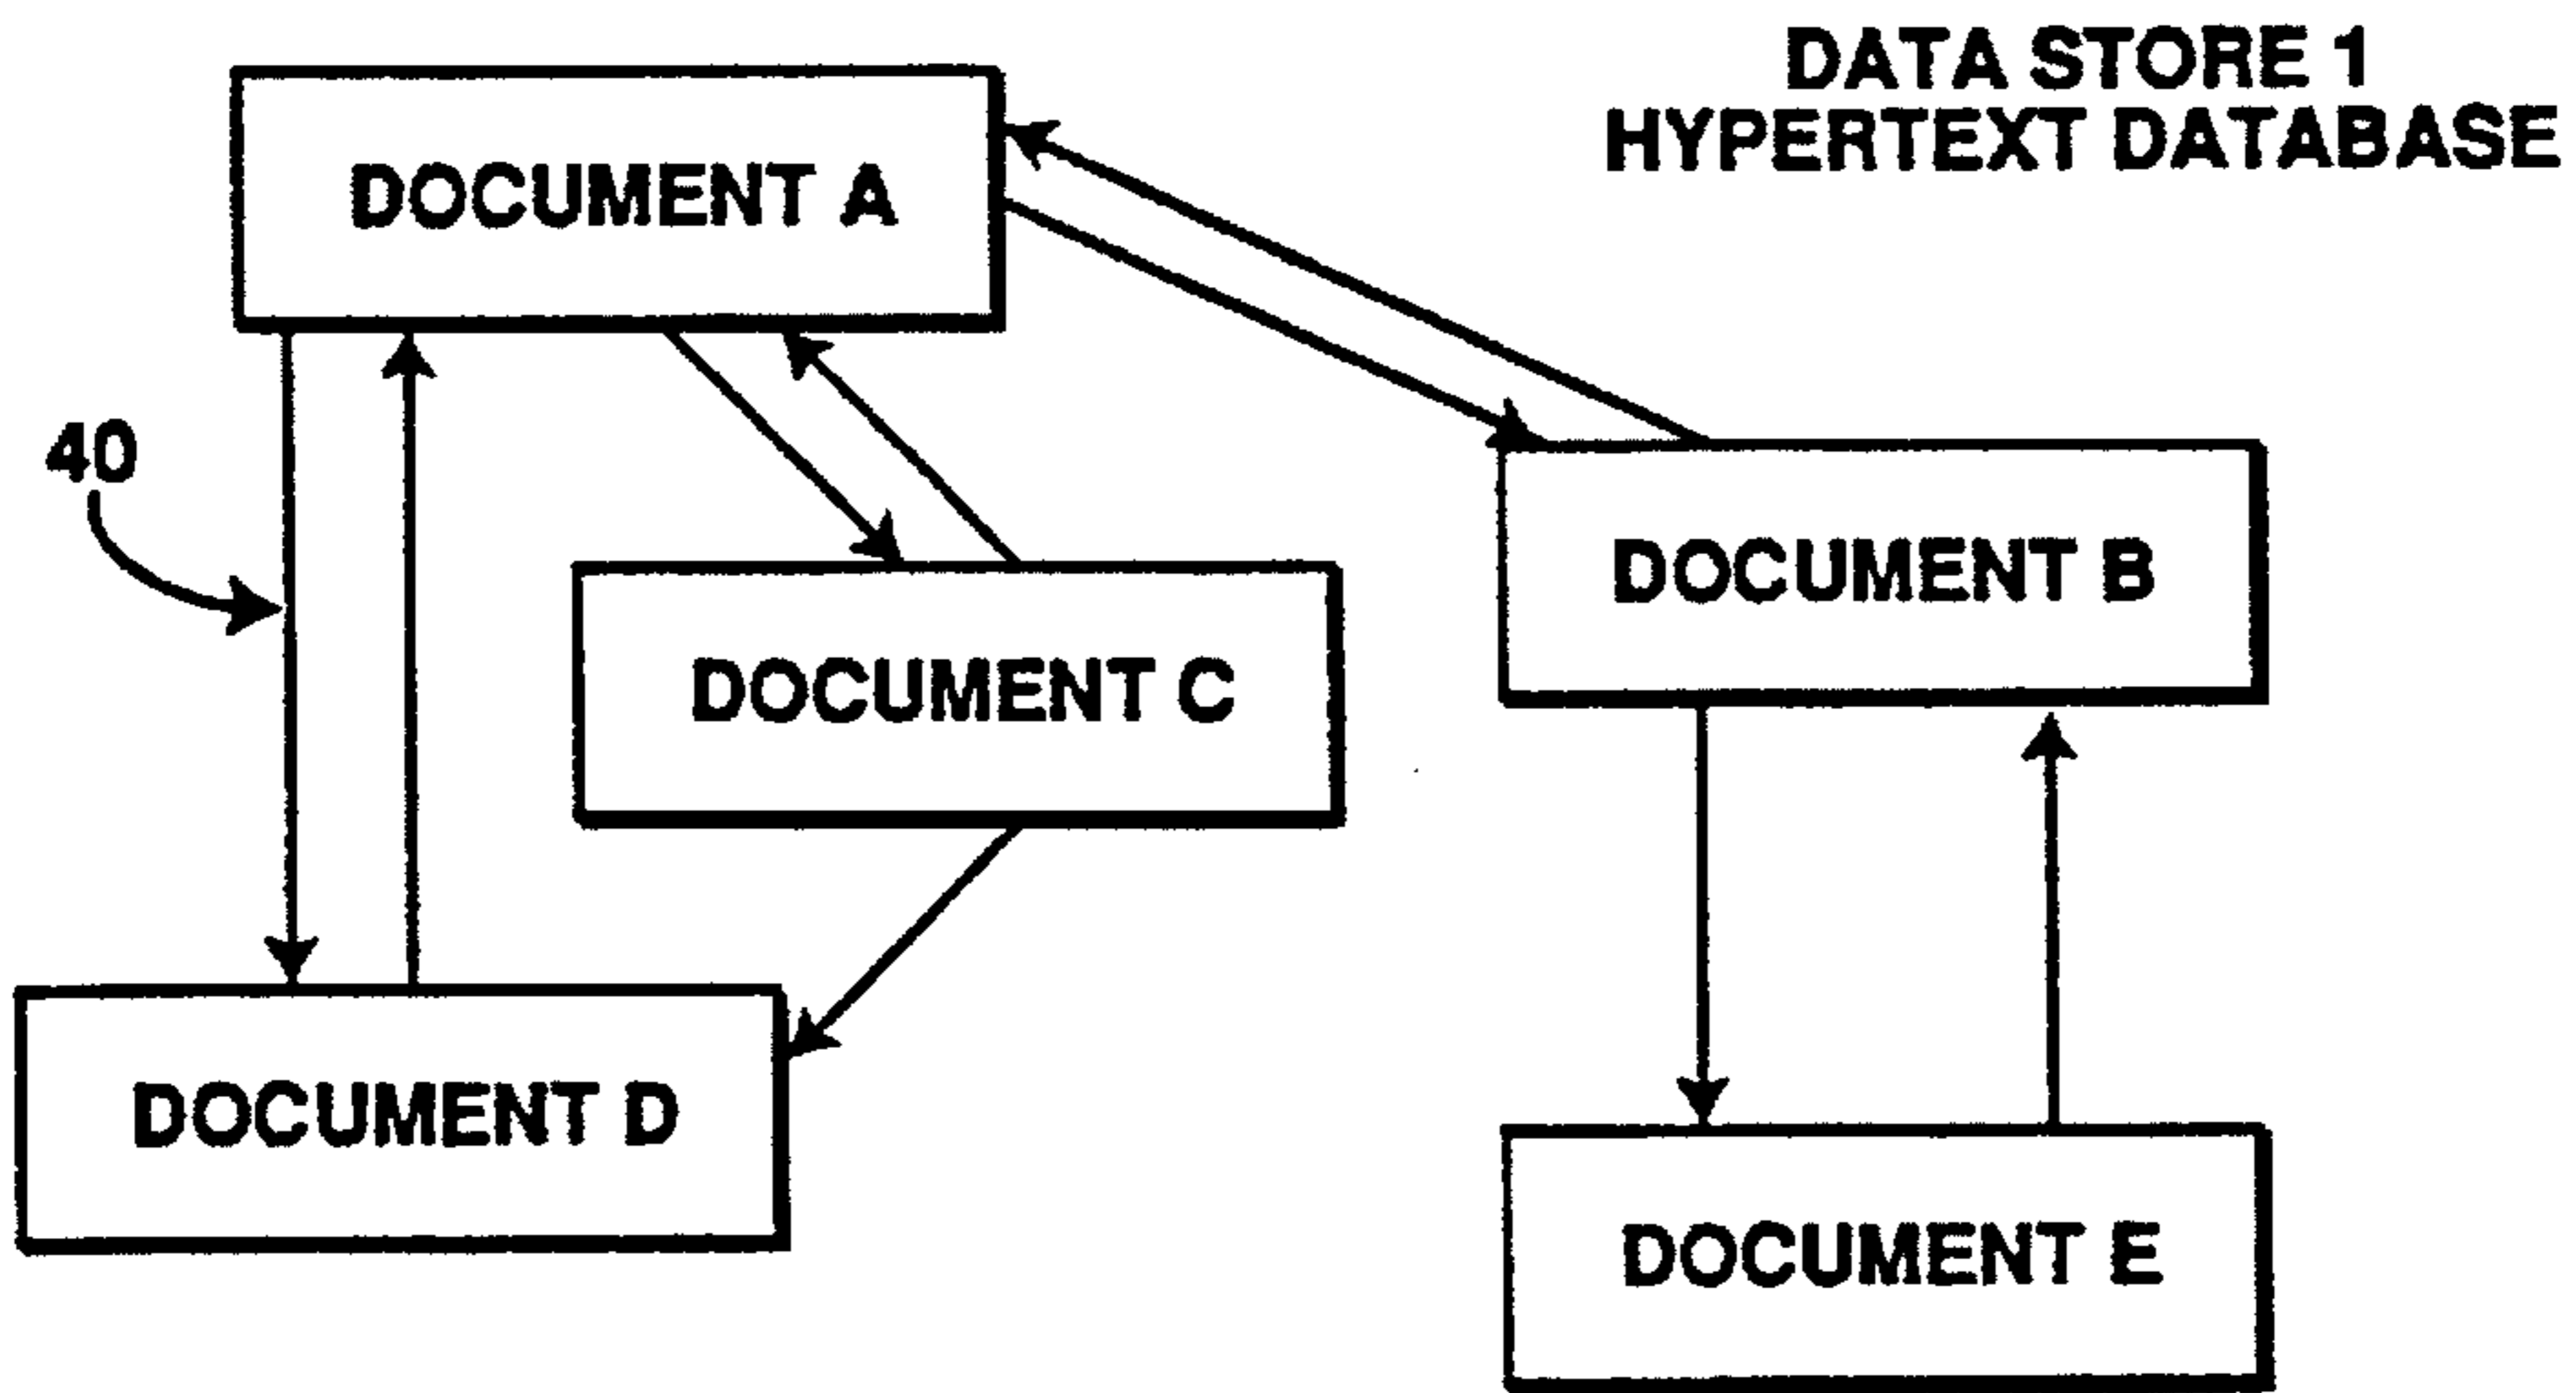 DATA STORE 1
HYPERTEXT DATABASE
DOCUMENT A
40
DOCUMENT B
DOCUMENT C
DOCUMENT D
DOCUMENT E